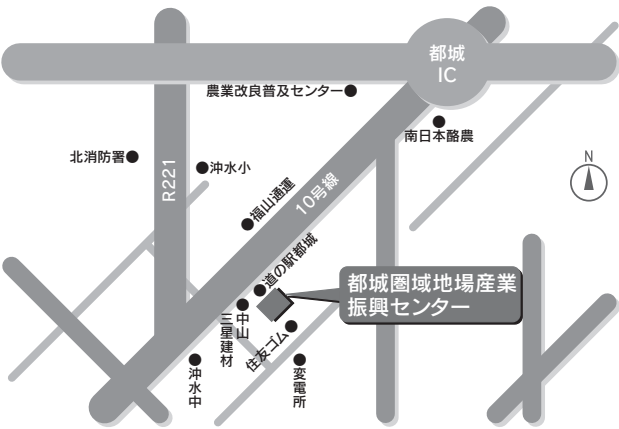 都城
IC
農業改良普及センター
南日本酪農
北消防署
沖水小
R221
福山通運
10号線
N
道の駅都城
都城圏域地場産業
振興センター
中山
三星建材
住友ゴム
沖水中
変電所